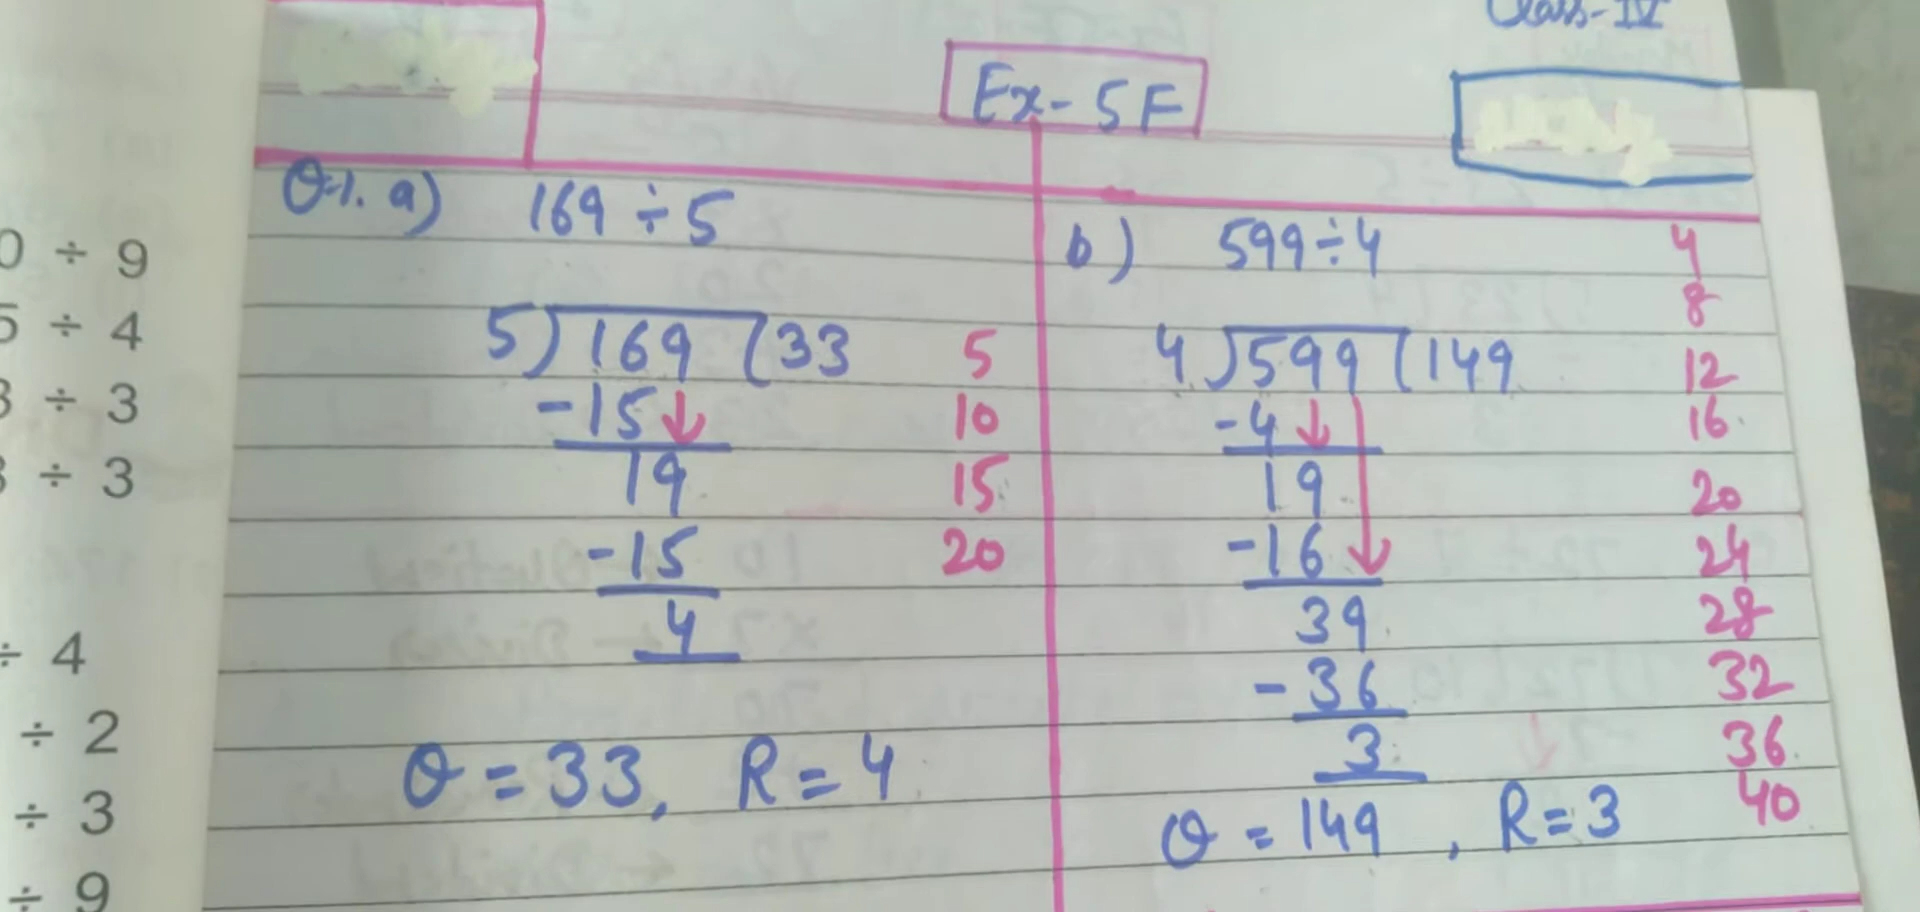 Class-IV
Ex-5F
Q.1. a) 169 ÷ 5
5) 169 (33
-15
19
-15
4
Q = 33, R = 4
5
10
15
20
b) 599 ÷ 4
4) 599 (149
-4
19
-16
39
-36
3
Q = 149, R = 3
4
8
12
16
20
24
28
32
36
40
0 ÷ 9
5 ÷ 4
3 ÷ 3
3 ÷ 3
÷ 4
÷ 2
÷ 3
÷ 9